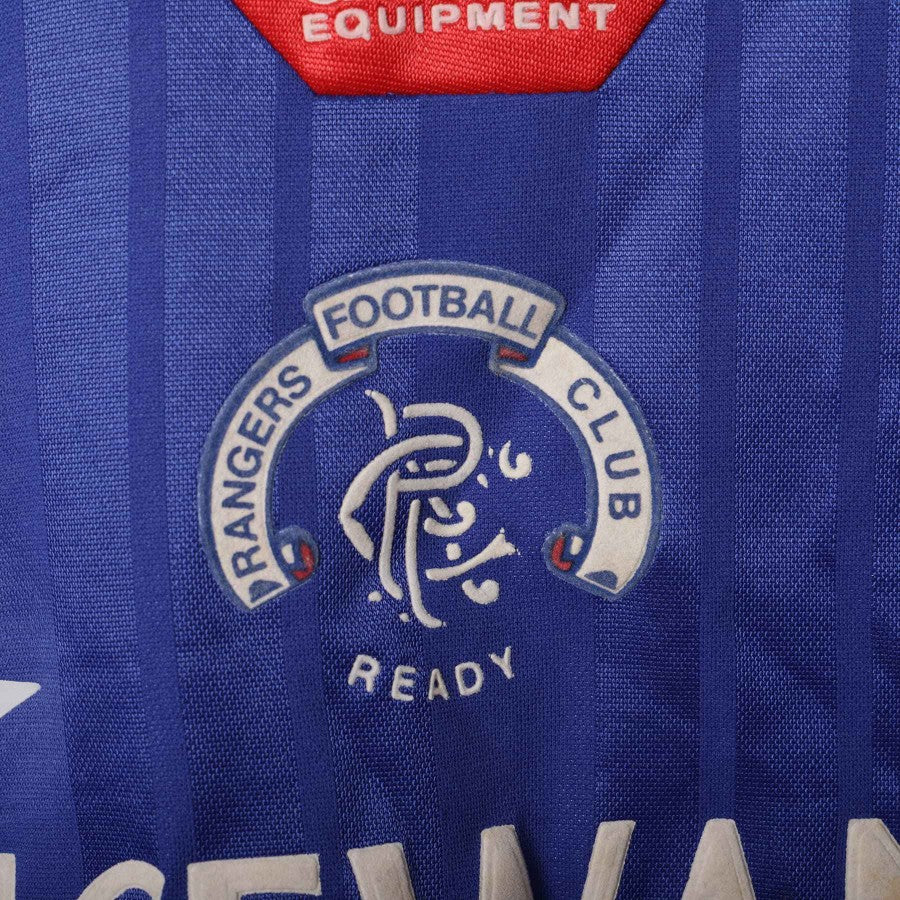 EQUIPMENT
RANGERS FOOTBALL CLUB
READY